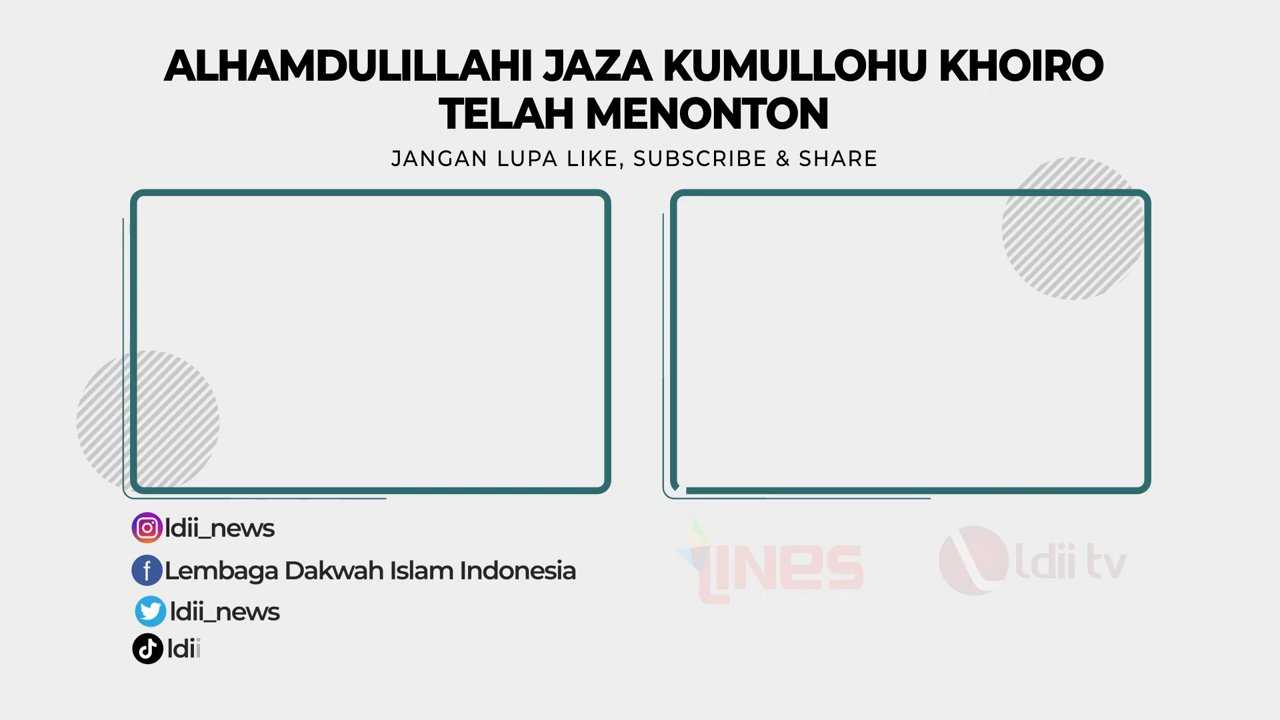 ALHAMDULILLAHI JAZA KUMULLOHU KHOIRO
TELAH MENONTON
JANGAN LUPA LIKE, SUBSCRIBE & SHARE
ldii_news
Lembaga Dakwah Islam Indonesia
ldii_news
ldii
LINES
ldii tv